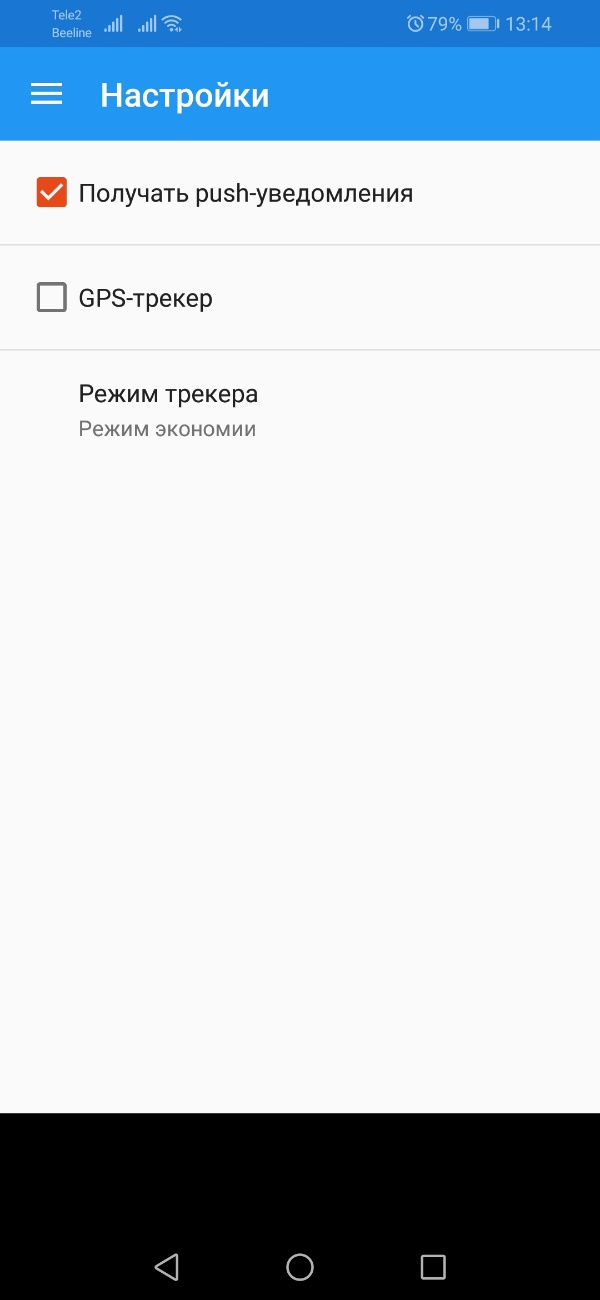 Tele2
Beeline
79%
13:14
Настройки
Получать push-уведомления
GPS-трекер
Режим трекера
Режим экономии